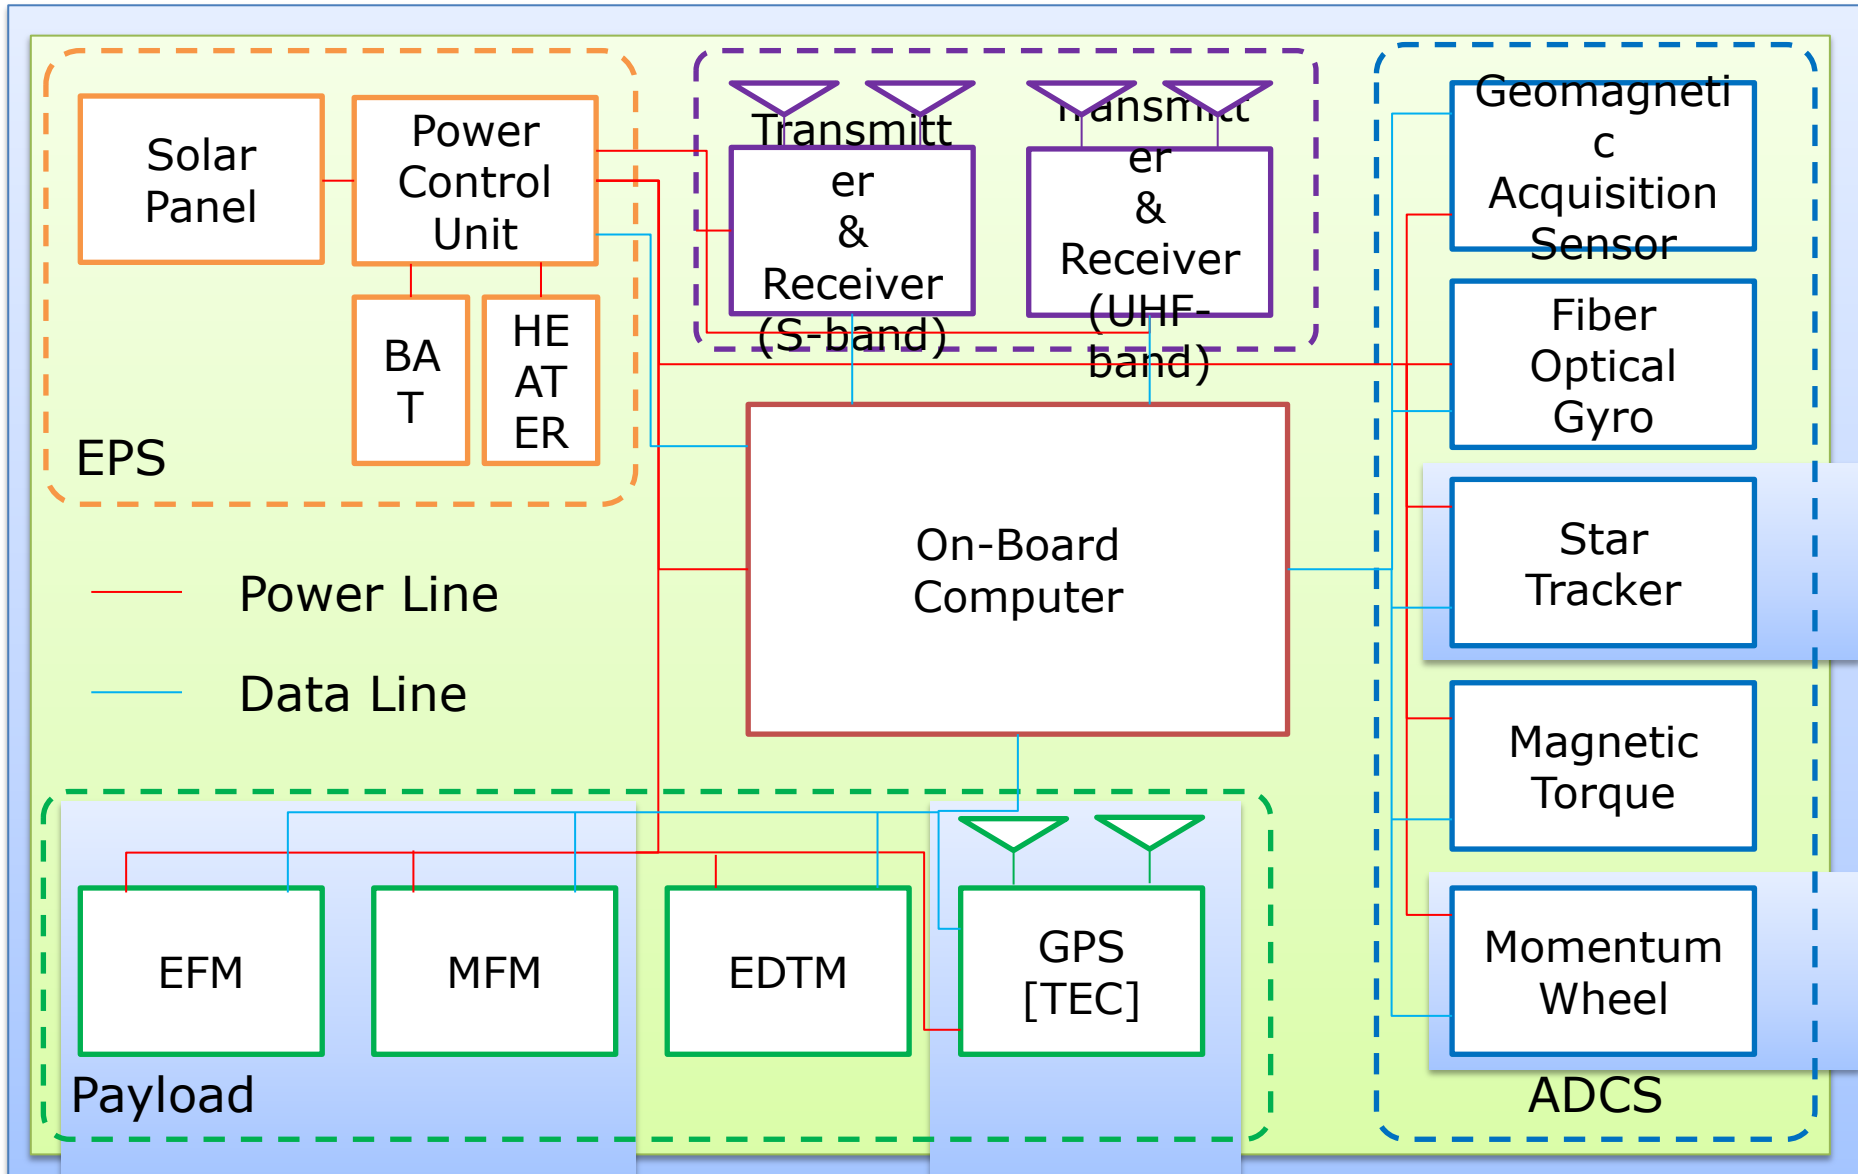 Solar
Panel
Power
Control
Unit
BA
T
HE
AT
ER
EPS
Transmitt
er
&
Receiver
(S-band)
Transmitt
er
&
Receiver
(UHF-
band)
Geomagneti
c
Acquisition
Sensor
Fiber
Optical
Gyro
Star
Tracker
Magnetic
Torque
Momentum
Wheel
ADCS
On-Board
Computer
Power Line
Data Line
EFM
MFM
EDTM
GPS
[TEC]
Payload